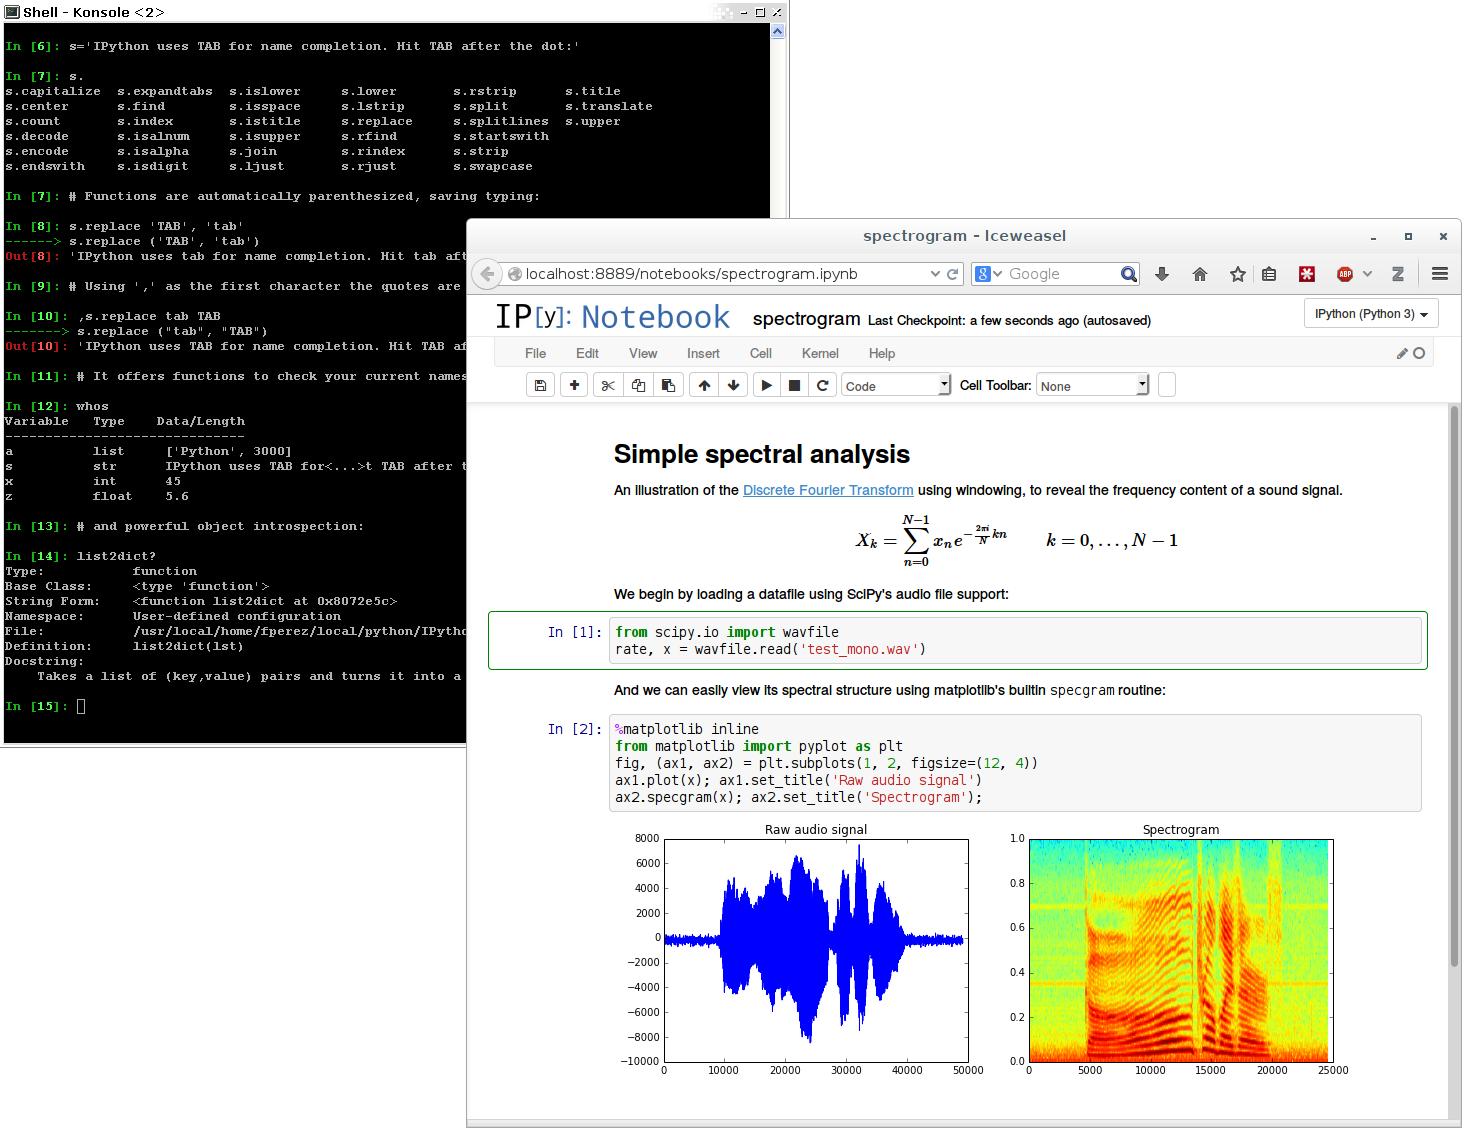 Shell - Konsole <2>
In [6]: s='IPython uses TAB for name completion. Hit TAB after the dot:'
In [7]: s.
s.capitalize s.expandtabs s.islower s.lower s.rstrip s.title
s.center s.find s.isspace s.lstrip s.split s.translate
s.count s.index s.istitle s.replace s.splitlines s.upper
s.decode s.isalnum s.isupper s.rfind s.startswith
s.encode s.isalpha s.join s.rindex s.strip
s.endswith s.isdigit s.ljust s.rjust s.swapcase
In [7]: # Functions are automatically parenthesized, saving typing:
In [8]: s.replace 'TAB', 'tab'
------> s.replace ('TAB', 'tab')
Out[8]: 'IPython uses tab for name completion. Hit tab aft
In [9]: # Using ',' as the first character the quotes are
In [10]: ,s.replace tab TAB
-------> s.replace ("tab", "TAB")
Out[10]: 'IPython uses TAB for name completion. Hit TAB af
In [11]: # It offers functions to check your current names
In [12]: whos
Variable Type Data/Length
------------------------------
a list ['Python', 3000]
s str IPython uses TAB for<...>t TAB after t
x int 45
z float 5.6
In [13]: # and powerful object introspection:
In [14]: list2dict?
Type: function
Base Class: <type 'function'>
String Form: <function list2dict at 0x8072e5c>
Namespace: User-defined configuration
File: /usr/local/home/fperez/local/python/IPytho
Definition: list2dict(lst)
Docstring:
Takes a list of (key,value) pairs and turns it into a
In [15]:
spectrogram - Iceweasel
localhost:8889/notebooks/spectrogram.ipynb
8 Google
ABP
Z
IP[y]: Notebook spectrogram Last Checkpoint: a few seconds ago (autosaved)
IPython (Python 3)
File Edit View Insert Cell Kernel Help
Code Cell Toolbar: None
Simple spectral analysis
An illustration of the Discrete Fourier Transform using windowing, to reveal the frequency content of a sound signal.
X_k = \sum_{n=0}^{N-1} x_n e^{-\frac{2\pi i}{N} kn} k = 0, . . . , N − 1
We begin by loading a datafile using SciPy's audio file support:
In [1]: from scipy.io import wavfile
rate, x = wavfile.read('test_mono.wav')
And we can easily view its spectral structure using matplotlib's builtin specgram routine:
In [2]: %matplotlib inline
from matplotlib import pyplot as plt
fig, (ax1, ax2) = plt.subplots(1, 2, figsize=(12, 4))
ax1.plot(x); ax1.set_title('Raw audio signal')
ax2.specgram(x); ax2.set_title('Spectrogram');
Raw audio signal
8000
6000
4000
2000
0
−2000
−4000
−6000
−8000
−10000
0 10000 20000 30000 40000 50000
Spectrogram
1.0
0.8
0.6
0.4
0.2
0.0
0 5000 10000 15000 20000 25000